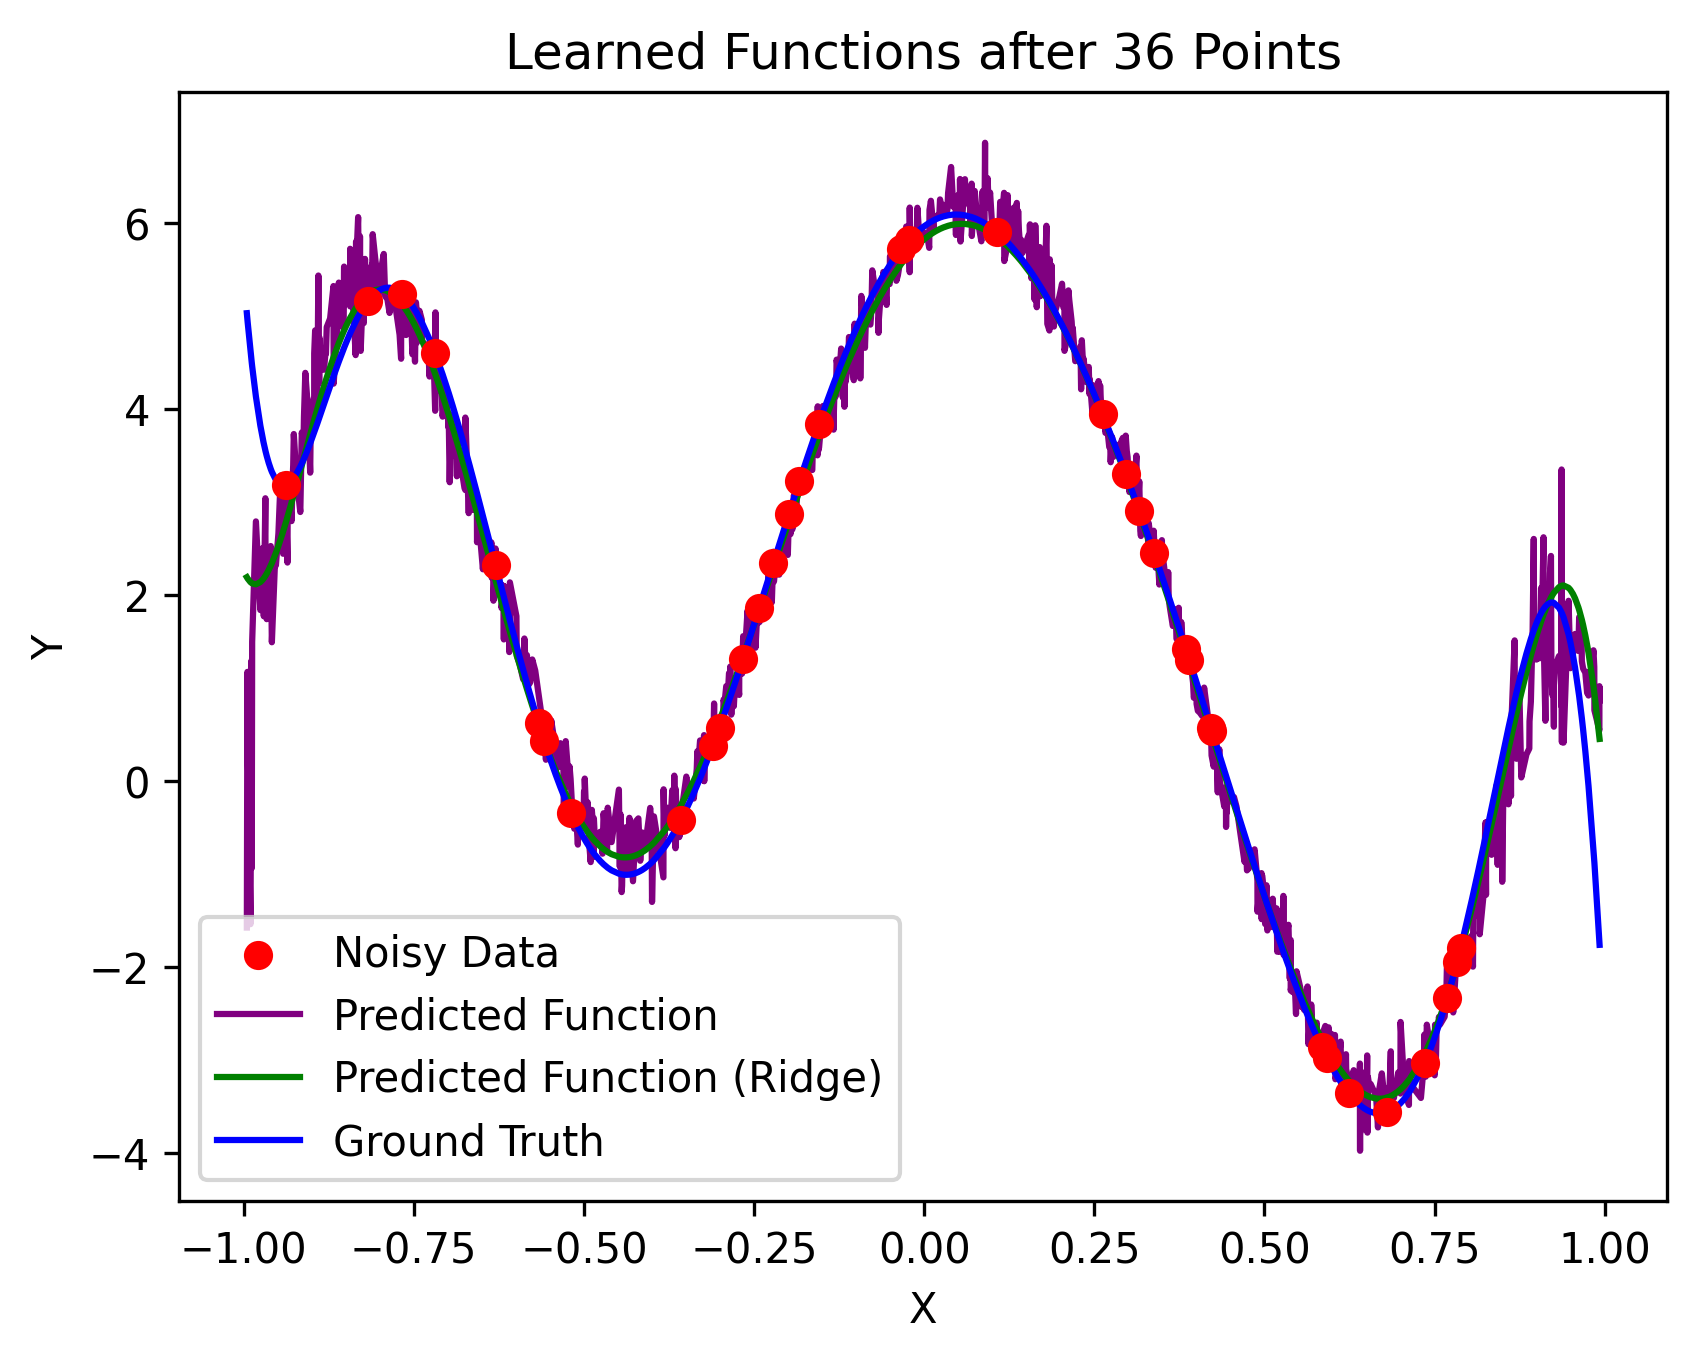 Learned Functions after 36 Points
Y
6
4
2
0
−2
−4
Noisy Data
Predicted Function
Predicted Function (Ridge)
Ground Truth
−1.00 −0.75 −0.50 −0.25 0.00 0.25 0.50 0.75 1.00
X